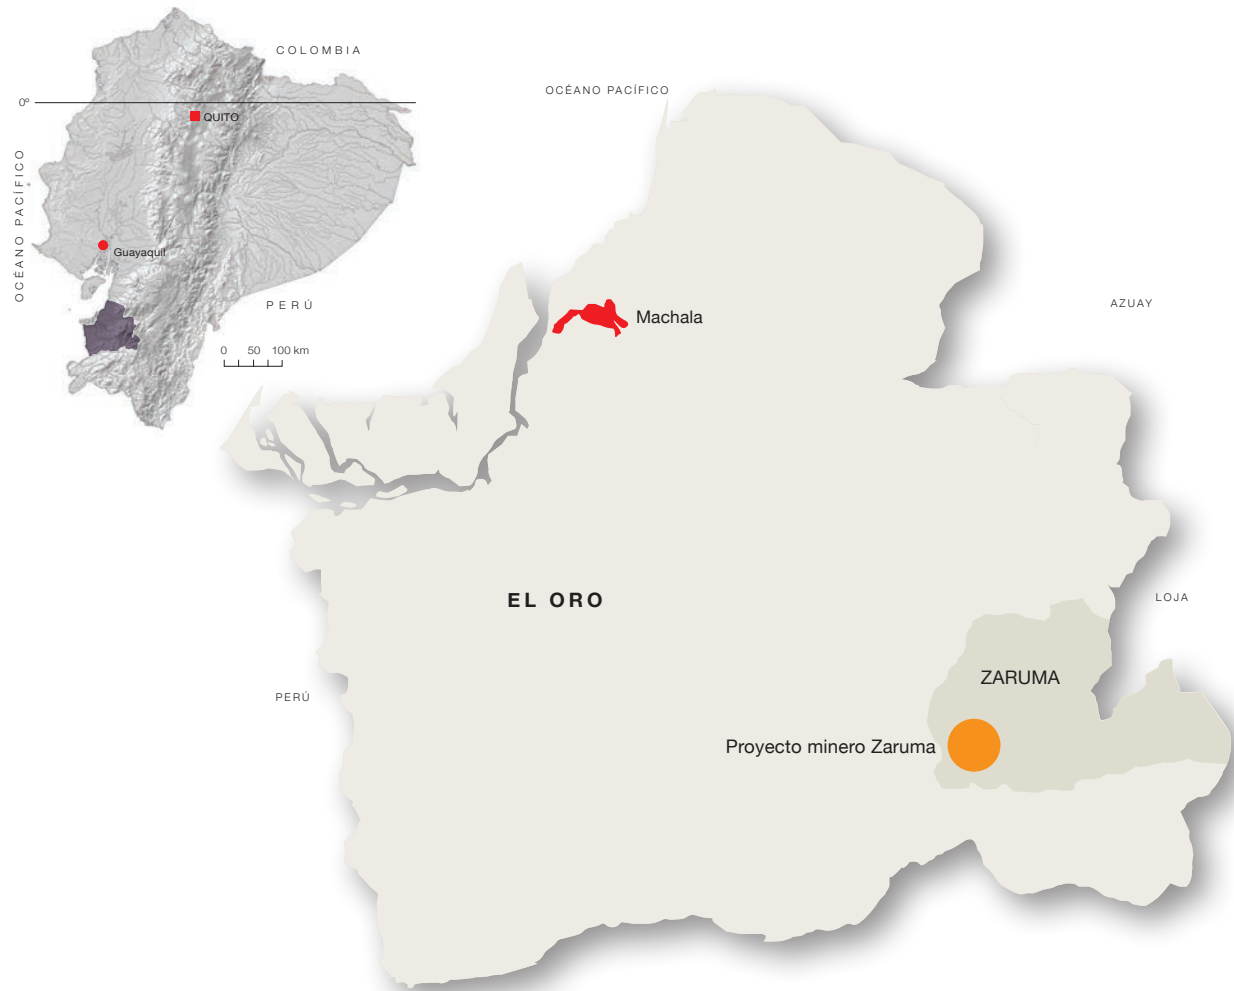 COLOMBIA
0º
QUITO
OCÉANO PACÍFICO
Guayaquil
PERÚ
0 50 100 km
OCÉANO PACÍFICO
AZUAY
Machala
EL ORO
LOJA
PERÚ
ZARUMA
Proyecto minero Zaruma